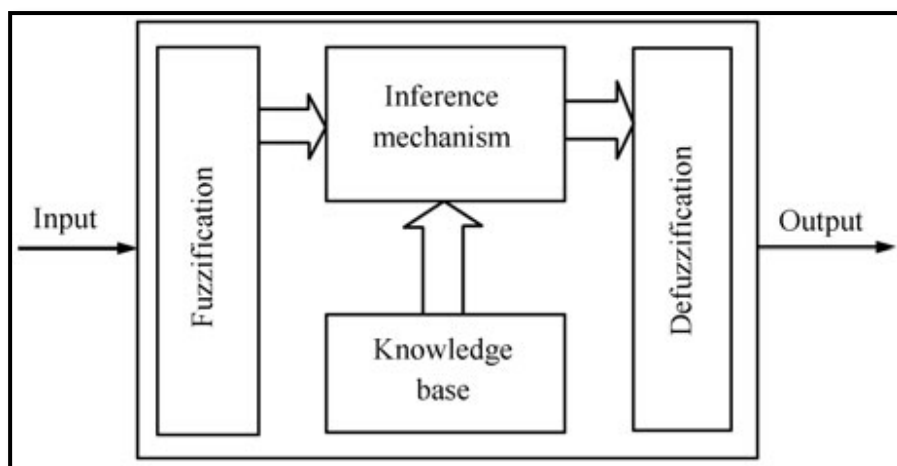 Input
Fuzzification
Inference
mechanism
Knowledge
base
Defuzzification
Output